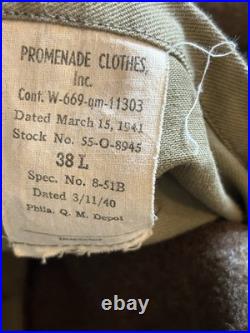 PROMENADE CLOTHES,
Inc.
Cont. W-669-qm-11303
Dated March 15, 1941
Stock No. 55-O-8945
38 L
Spec. No. 8-51B
Dated 3/11/40
Phila. Q. M. Depot